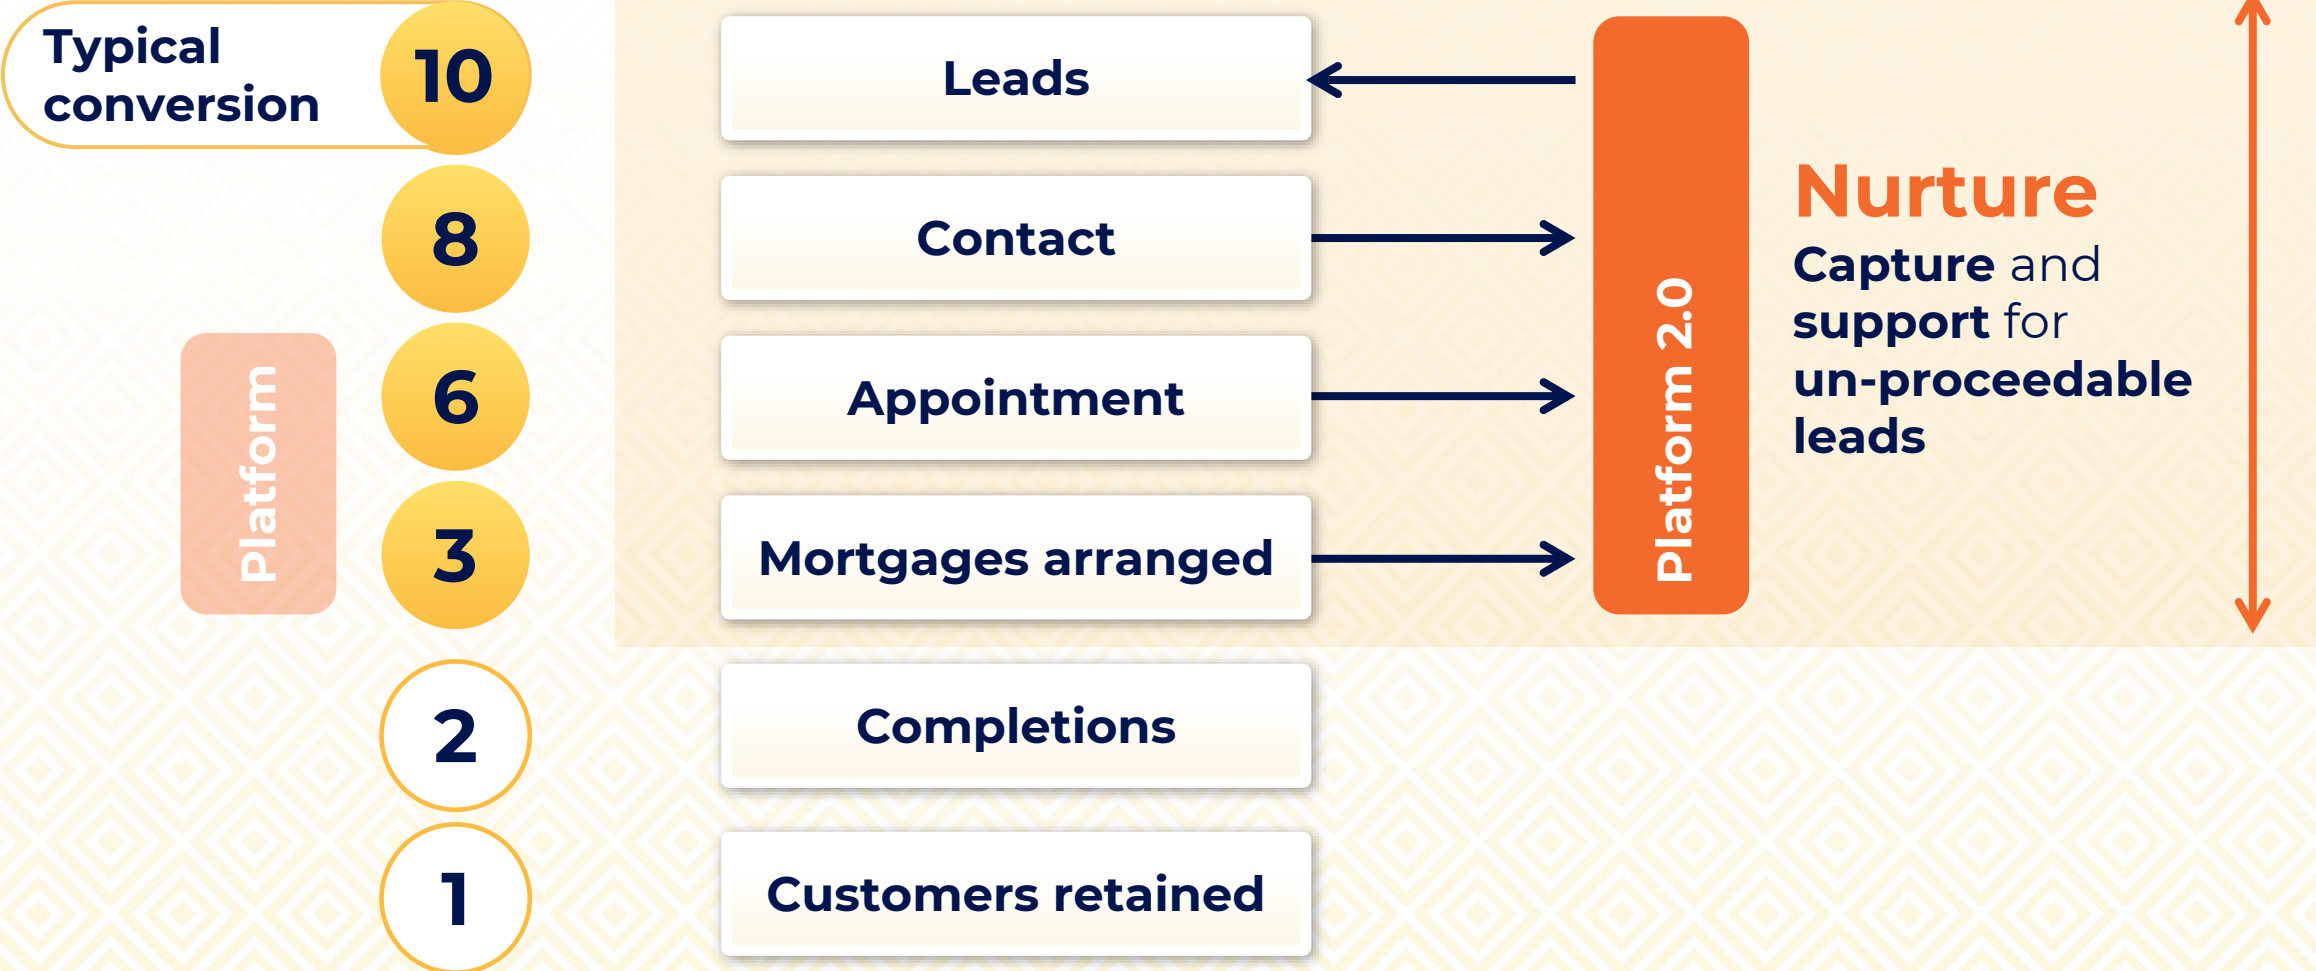 Typical
conversion
10
Leads
8
Contact
6
Appointment
3
Mortgages arranged
2
Completions
1
Customers retained
Platform
Platform 2.0
Nurture
Capture and
support for
un-proceedable
leads